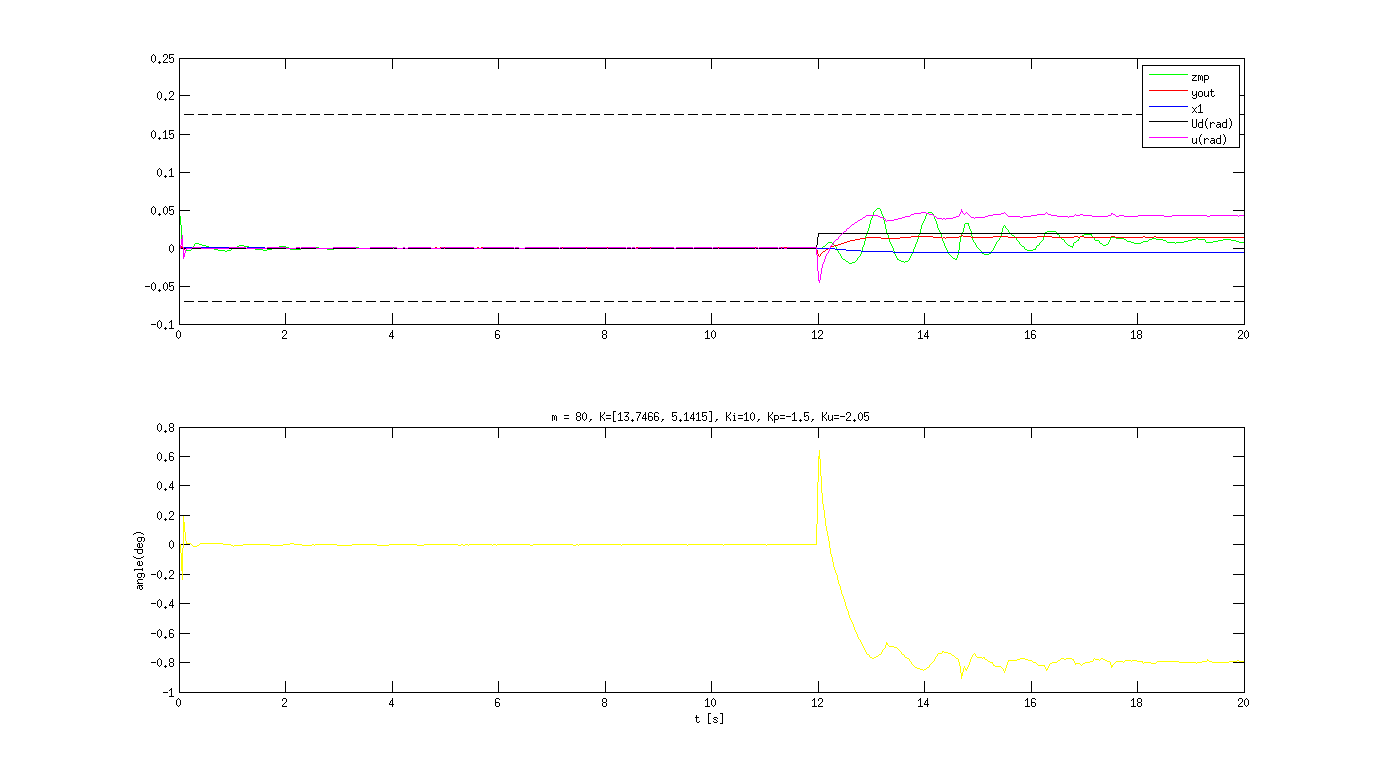 0.25
0.2
0.15
0.1
0.05
0
-0.05
-0.1
0 2 4 6 8 10 12 14 16 18 20
zmp
yout
x1
Ud(rad)
u(rad)
m = 80, K=[13.7466, 5.1415], Ki=10, Kp=-1.5, Ku=-2.05
angle(deg)
0.8
0.6
0.4
0.2
0
-0.2
-0.4
-0.6
-0.8
-1
0 2 4 6 8 10 12 14 16 18 20
t [s]